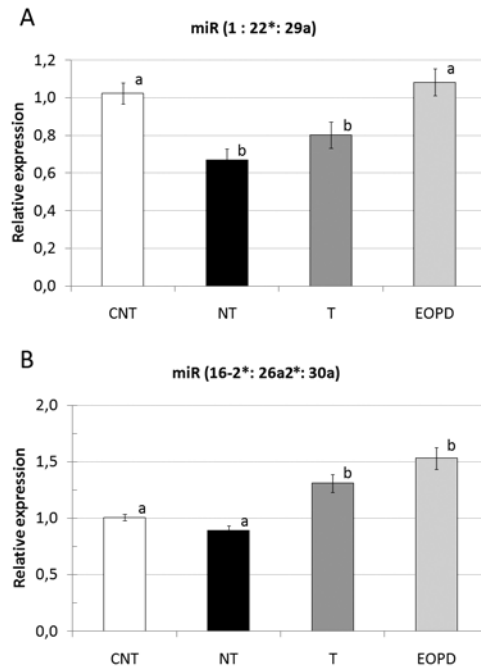 A
miR (1 : 22*: 29a)
Relative expression
1,2
1,0
0,8
0,6
0,4
0,2
0,0
a
b
b
a
CNT NT T EOPD
B
miR (16-2*: 26a2*: 30a)
Relative expression
2,0
1,5
1,0
0,5
0,0
a
a
b
b
CNT NT T EOPD